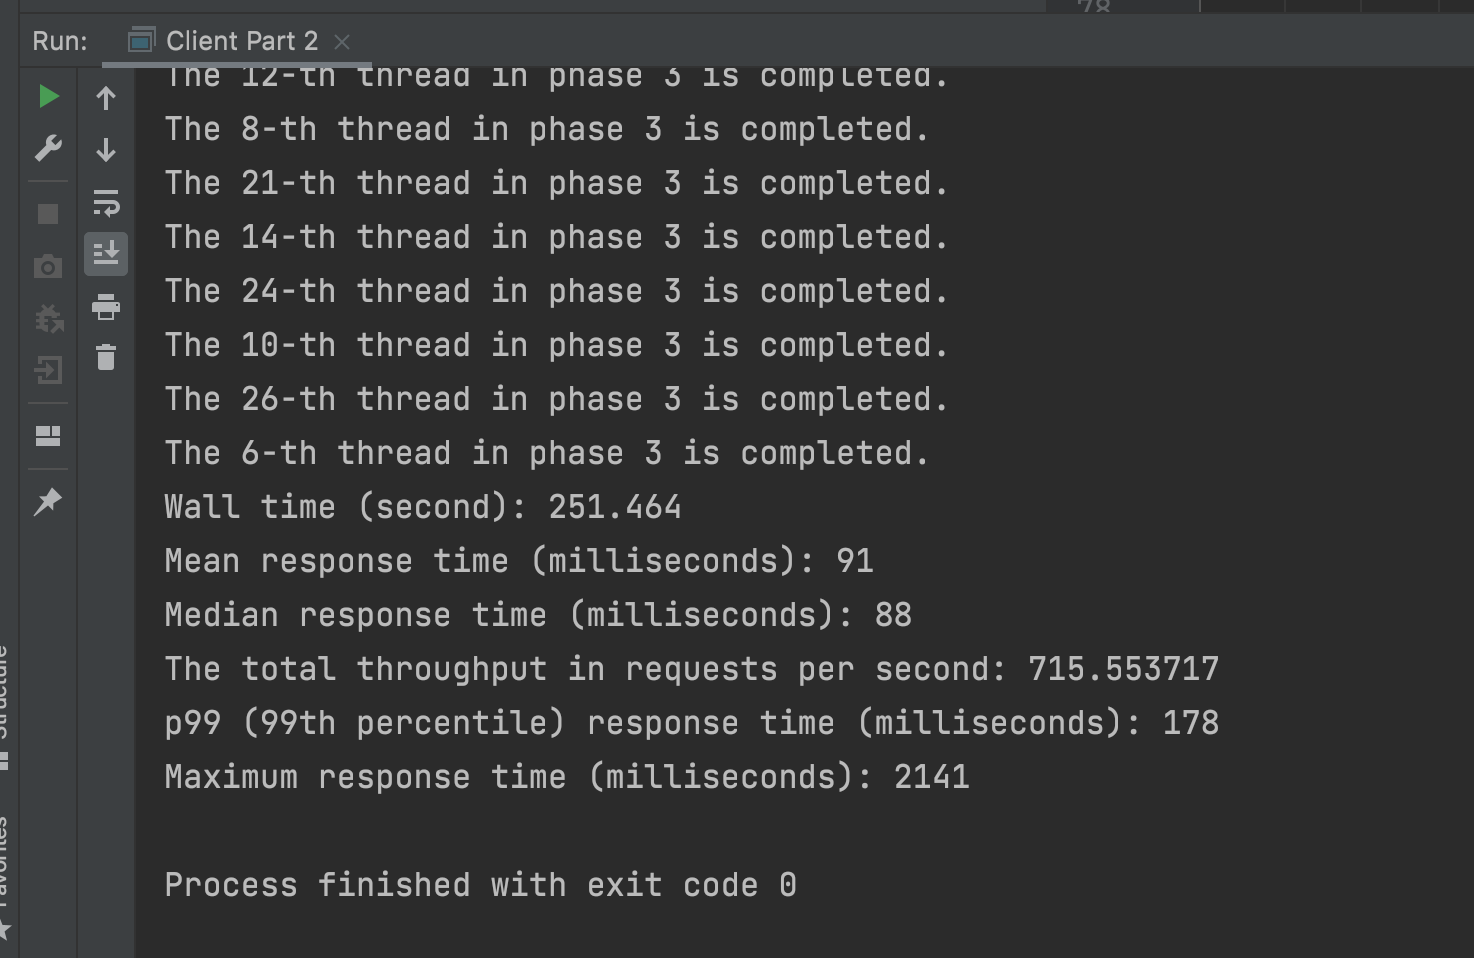 78
Run: Client Part 2
The 12-th thread in phase 3 is completed.
The 8-th thread in phase 3 is completed.
The 21-th thread in phase 3 is completed.
The 14-th thread in phase 3 is completed.
The 24-th thread in phase 3 is completed.
The 10-th thread in phase 3 is completed.
The 26-th thread in phase 3 is completed.
The 6-th thread in phase 3 is completed.
Wall time (second): 251.464
Mean response time (milliseconds): 91
Median response time (milliseconds): 88
The total throughput in requests per second: 715.553717
p99 (99th percentile) response time (milliseconds): 178
Maximum response time (milliseconds): 2141
Process finished with exit code 0
Structure
Favorites